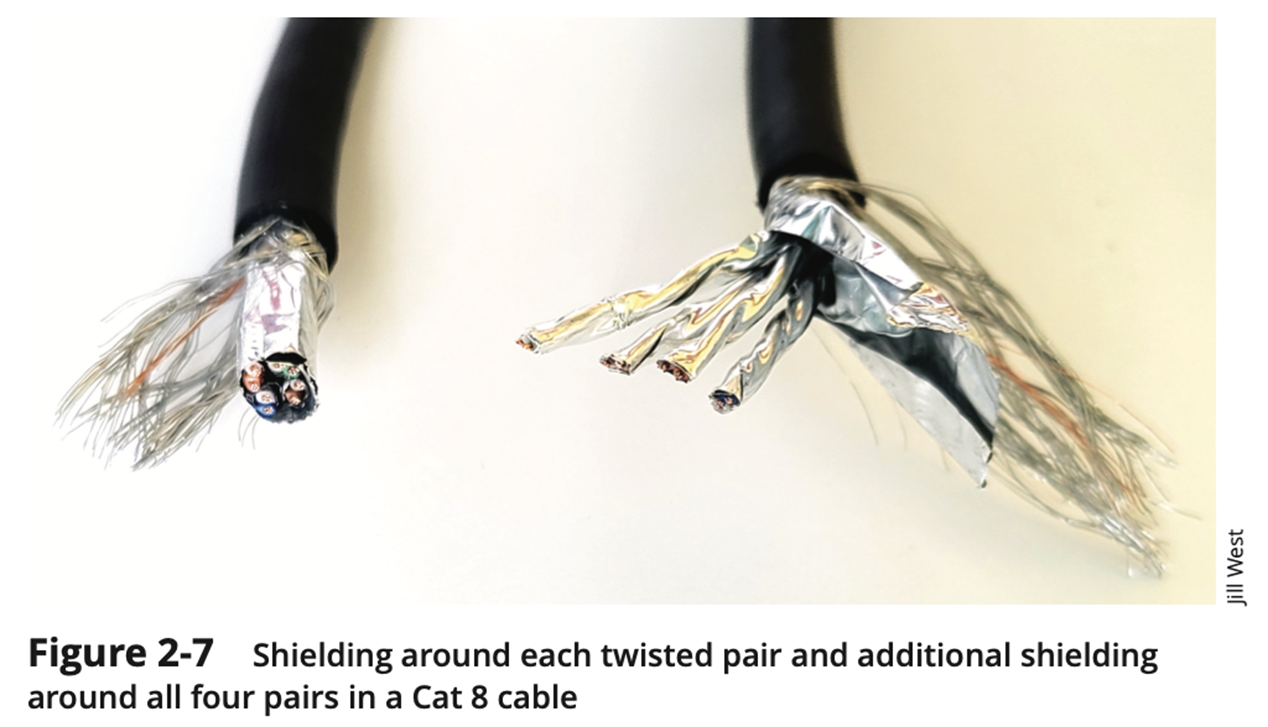 Jill West
Figure 2-7 Shielding around each twisted pair and additional shielding
around all four pairs in a Cat 8 cable